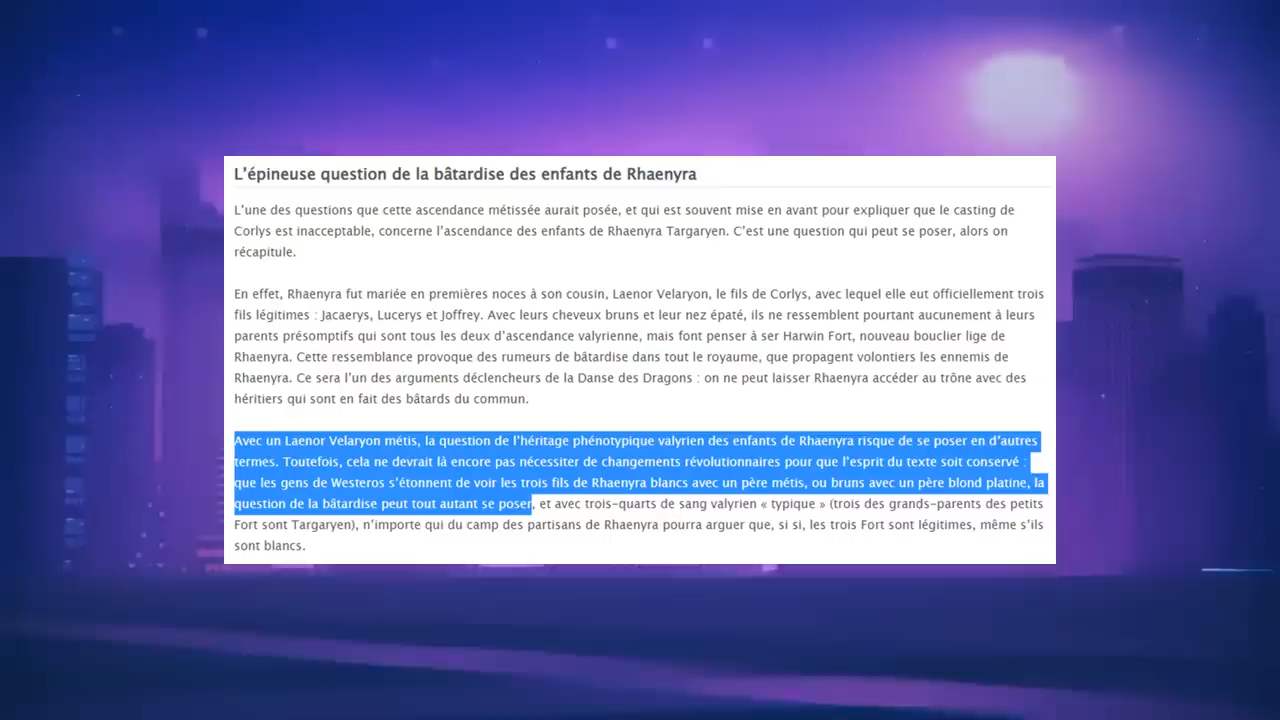 L’épineuse question de la bâtardise des enfants de Rhaenyra
L’une des questions que cette ascendance métissée aurait posée, et qui est souvent mise en avant pour expliquer que le casting de
Corlys est inacceptable, concerne l’ascendance des enfants de Rhaenyra Targaryen. C’est une question qui peut se poser, alors on
récapitule.
En effet, Rhaenyra fut mariée en premières noces à son cousin, Laenor Velaryon, le fils de Corlys, avec lequel elle eut officiellement trois
fils légitimes : Jacaerys, Lucerys et Joffrey. Avec leurs cheveux bruns et leur nez épaté, ils ne ressemblent pourtant aucunement à leurs
parents présomptifs qui sont tous les deux d’ascendance valyrienne, mais font penser à ser Harwin Fort, nouveau bouclier lige de
Rhaenyra. Cette ressemblance provoque des rumeurs de bâtardise dans tout le royaume, que propagent volontiers les ennemis de
Rhaenyra. Ce sera l’un des arguments déclencheurs de la Danse des Dragons : on ne peut laisser Rhaenyra accéder au trône avec des
héritiers qui sont en fait des bâtards du commun.
Avec un Laenor Velaryon métis, la question de l’héritage phénotypique valyrien des enfants de Rhaenyra risque de se poser en d’autres
termes. Toutefois, cela ne devrait là encore pas nécessiter de changements révolutionnaires pour que l’esprit du texte soit conservé :
que les gens de Westeros s’étonnent de voir les trois fils de Rhaenyra blancs avec un père métis, ou bruns avec un père blond platine, la
question de la bâtardise peut tout autant se poser, et avec trois-quarts de sang valyrien « typique » (trois des grands-parents des petits
Fort sont Targaryen), n’importe qui du camp des partisans de Rhaenyra pourra arguer que, si si, les trois Fort sont légitimes, même s’ils
sont blancs.